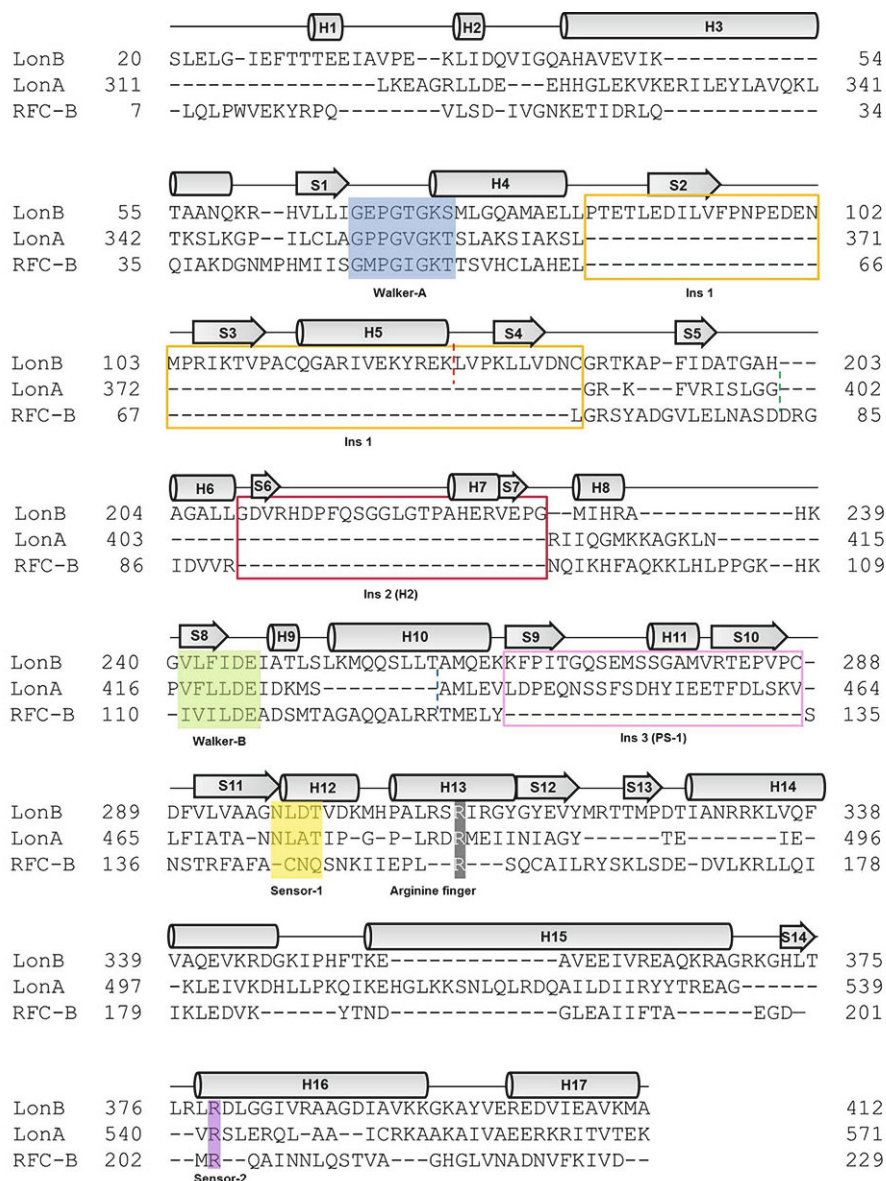 H1 H2 H3
LonB 20 SLELG-IEFTTTEEIAVPE--KLIDQVIGQAHAVEVIK------------ 54
LonA 311 ----------------LKEAGRLLDE---EHHGLEKVKERILEYLAVQKL 341
RFC-B 7 -LQLPWVEKYRPQ--------VLSD-IVGNKETIDRLQ------------ 34
S1 H4 S2
LonB 55 TAANQKR--HVLLIGEPGTGKSMLGQAMAELLPTETLEDILVFPNPEDEN 102
LonA 342 TKSLKGP--ILCLAGPPGVGKTSLAKSIAKSL------------------ 371
RFC-B 35 QIAKDGNMPHMIISGMPGIGKTTSVHCLAHEL------------------ 66
Walker-A Ins 1
S3 H5 S4 S5
LonB 103 MPRIKTVPACQGARIVEKYREKLVPKLLVDNCGRTKAP-FIDATGAH--- 203
LonA 372 --------------------------------GR-K---FVRISLGG--- 402
RFC-B 67 -------------------------------LGRSYADGVLELNASDDRG 85
Ins 1
H6 S6 H7 S7 H8
LonB 204 AGALLGDVRHDPFQSGGLGTPAHERVEPG--MIHRA-------------HK 239
LonA 403 -----------------------------RIIQGMKKAGKLN-------- 415
RFC-B 86 IDVVR------------------------NQIKHFAQKKLHLPPGK--HK 109
Ins 2 (H2)
S8 H9 H10 S9 H11 S10
LonB 240 GVLFIDEIATLSLKMQQSLLTAMQEKKFPITGQSEMSSGAMVRTEPVPC- 288
LonA 416 PVFLLDEIDKMS---------AMLEVLDPEQNSSFSDHYIEETFDLSKV- 464
RFC-B 110 -IVILDEADSMTAGAQQALRRTMELY-----------------------S 135
Walker-B Ins 3 (PS-1)
S11 H12 H13 S12 S13 H14
LonB 289 DFVLVAAGNLDTVDKMHPALRSRIRGYGYEVYMRTTMPDTIANRRKLVQF 338
LonA 465 LFIATA-NNLATIP-G-P-LRDRMEIINIAGY-----TE------IE- 496
RFC-B 136 NSTRFAFA-CNQSNKIIEPL--R---SQCAILRYSKLSDE-DVLKRLLQI 178
Sensor-1 Arginine finger
H15 S14
LonB 339 VAQEVKRDGKIPHFTKE-------------AVEEIVREAQKRAGRKGHLT 375
LonA 497 -KLEIVKDHLLPKQIKEHGLKKSNLQLRDQAILDIIRYYTREAG------ 539
RFC-B 179 IKLEDVK------YTND-------------GLEAIIFTA------EGD- 201
H16 H17
LonB 376 LRLRDLGGIVRAAGDIAVKKGKAYVEREDVIEAVKMA 412
LonA 540 --VRSLERQL-AA--ICRKAAKAIVAEERKRITVTEK 571
RFC-B 202 --MR--QAINNLQSTVA---GHGLVNADNVFKIVD-- 229
Sensor-2